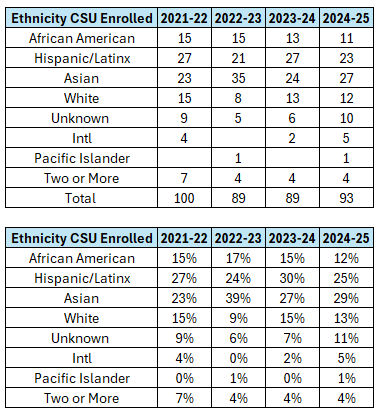 Ethnicity CSU Enrolled 2021-22 2022-23 2023-24 2024-25
African American 15 15 13 11
Hispanic/Latinx 27 21 27 23
Asian 23 35 24 27
White 15 8 13 12
Unknown 9 5 6 10
Intl 4 2 5
Pacific Islander 1 1
Two or More 7 4 4 4
Total 100 89 89 93
Ethnicity CSU Enrolled 2021-22 2022-23 2023-24 2024-25
African American 15% 17% 15% 12%
Hispanic/Latinx 27% 24% 30% 25%
Asian 23% 39% 27% 29%
White 15% 9% 15% 13%
Unknown 9% 6% 7% 11%
Intl 4% 0% 2% 5%
Pacific Islander 0% 1% 0% 1%
Two or More 7% 4% 4% 4%